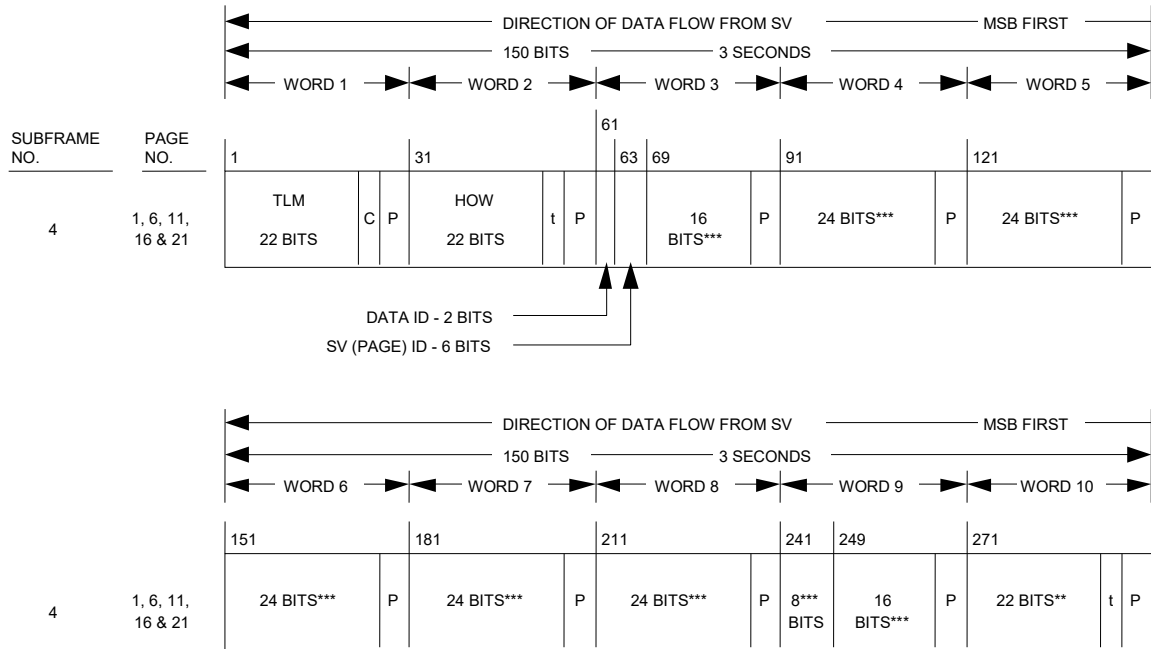 DIRECTION OF DATA FLOW FROM SV MSB FIRST
150 BITS 3 SECONDS
WORD 1 WORD 2 WORD 3 WORD 4 WORD 5
SUBFRAME NO. PAGE NO.
61
1 31 63 69 91 121
4
1, 6, 11, 16 & 21
TLM 22 BITS C P HOW 22 BITS t P 16 BITS*** P 24 BITS*** P 24 BITS*** P
DATA ID - 2 BITS
SV (PAGE) ID - 6 BITS
DIRECTION OF DATA FLOW FROM SV MSB FIRST
150 BITS 3 SECONDS
WORD 6 WORD 7 WORD 8 WORD 9 WORD 10
151 181 211 241 249 271
4
1, 6, 11, 16 & 21
24 BITS*** P 24 BITS*** P 24 BITS*** P 8*** BITS 16 BITS*** P 22 BITS** t P